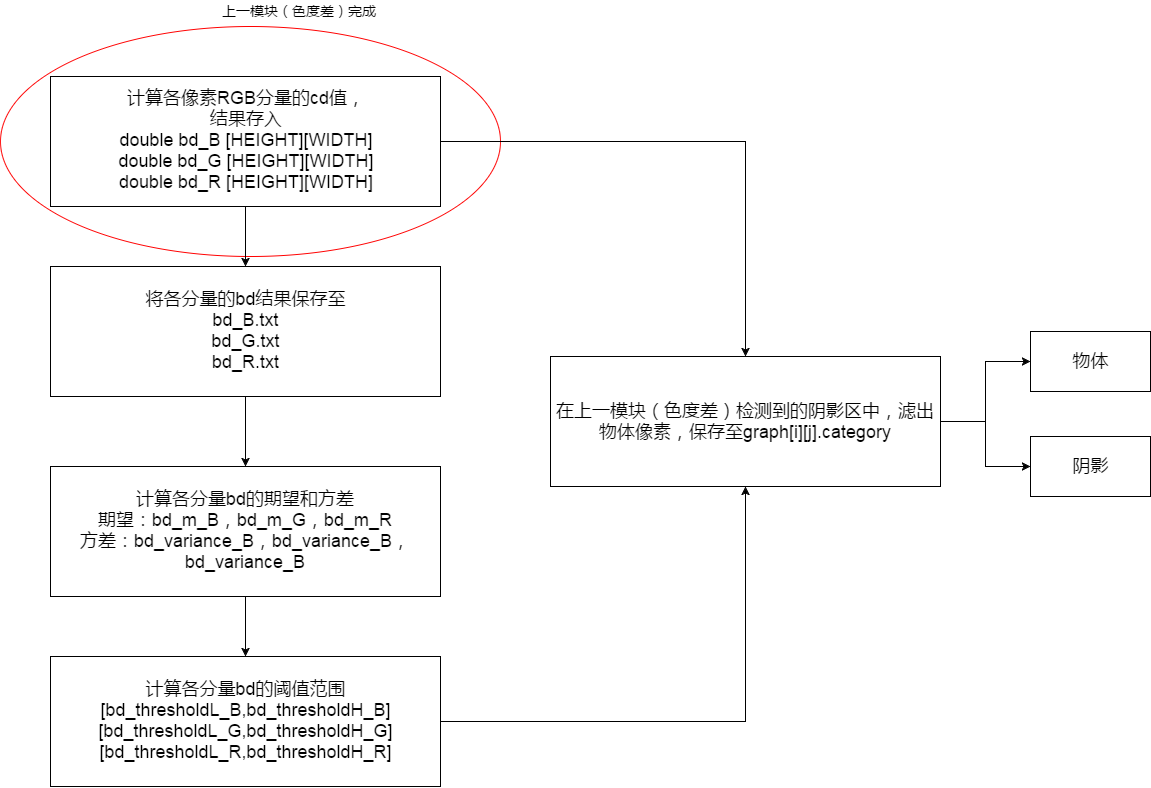 上一模块（色度差）完成
计算各像素RGB分量的cd值，
结果存入
double bd_B [HEIGHT][WIDTH]
double bd_G [HEIGHT][WIDTH]
double bd_R [HEIGHT][WIDTH]
将各分量的bd结果保存至
bd_B.txt
bd_G.txt
bd_R.txt
计算各分量bd的期望和方差
期望：bd_m_B，bd_m_G，bd_m_R
方差：bd_variance_B，bd_variance_B，
bd_variance_B
计算各分量bd的阈值范围
[bd_thresholdL_B,bd_thresholdH_B]
[bd_thresholdL_G,bd_thresholdH_G]
[bd_thresholdL_R,bd_thresholdH_R]
在上一模块（色度差）检测到的阴影区中，滤出
物体像素，保存至graph[i][j].category
物体
阴影